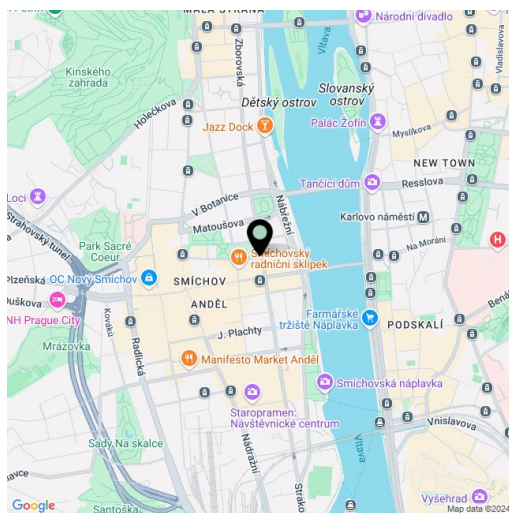 MALÁ STRANA
Národní divadlo
Kinského
zahrada
Zborovská
Vltava
Vladislavova
Holečkova
Dětský ostrov
Slovanský
ostrov
Jazz Dock
Palác Žofín
Myslíkova
NEW TOWN
Loci
Tančící dům
Resslova
Nábřežní
V Botanice
Matoušova
Karlovo náměstí
Strahovský tunel
Park Sacré
Coeur
Na Moráni
Smíchovský
radniční sklípek
Plzeňská
OC Nový Smíchov
SMÍCHOV
Duškova
ANDĚL
NH Prague City
Kováků
Farmářské
tržiště Náplavka
PODSKALÍ
Mrázovka
Radlická
J. Plachty
Manifesto Market Anděl
Smíchovská náplavka
Staropramen:
Návštěvnické centrum
Vnislavova
Sady Na skalce
Nádražní
Vltava
Santoška
Vyšehrad
Google
Map data ©2024